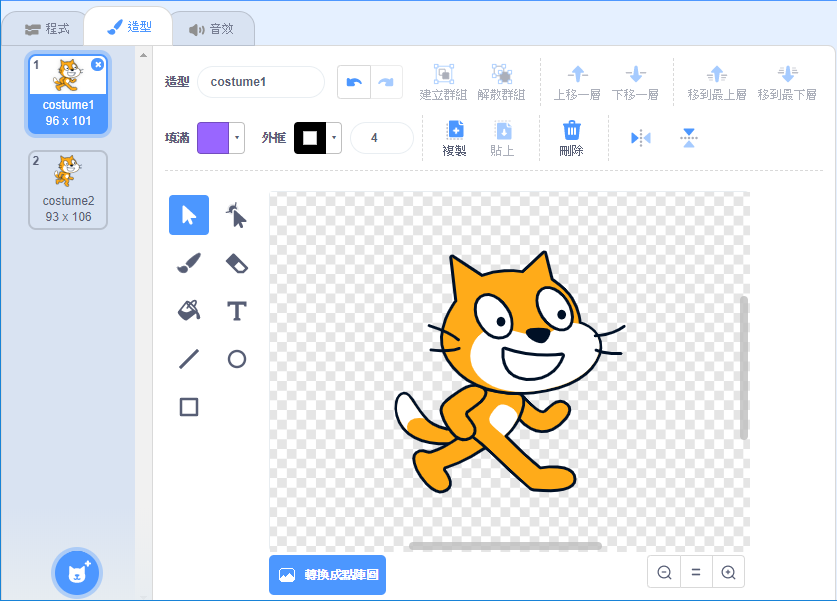 程式
造型
音效
1
costume1
96 x 101
2
costume2
93 x 106
造型
costume1
建立群組
解散群組
上移一層
下移一層
移到最上層
移到最下層
填滿
外框
4
複製
貼上
刪除
T
轉換成點陣圖